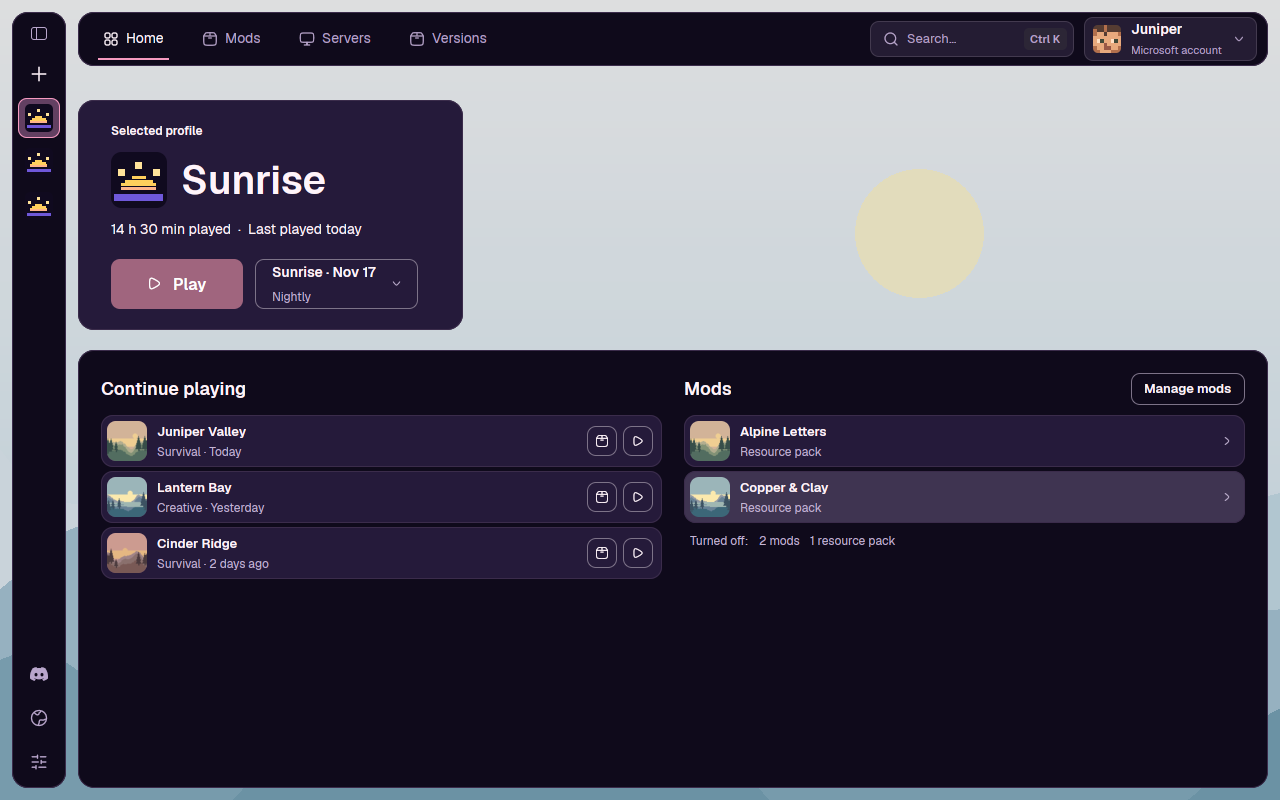 Home
Mods
Servers
Versions
Search...
Ctrl K
Juniper
Microsoft account
Selected profile
Sunrise
14 h 30 min played · Last played today
Play
Sunrise · Nov 17
Nightly
Continue playing
Juniper Valley
Survival · Today
Lantern Bay
Creative · Yesterday
Cinder Ridge
Survival · 2 days ago
Mods
Manage mods
Alpine Letters
Resource pack
Copper & Clay
Resource pack
Turned off: 2 mods 1 resource pack